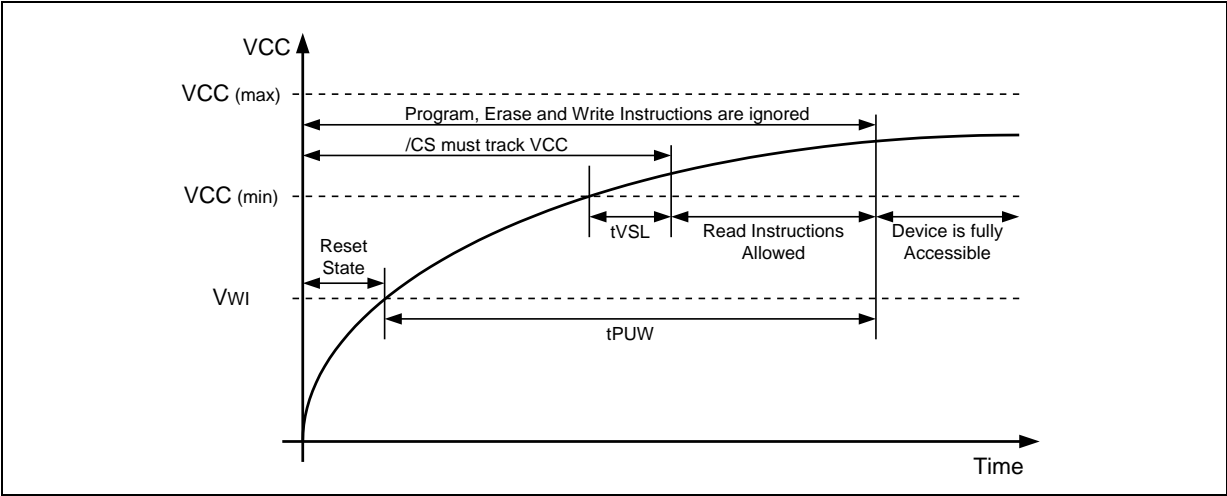 VCC
VCC (max)
Program, Erase and Write Instructions are ignored
/CS must track VCC
VCC (min)
tVSL
Read Instructions
Allowed
Device is fully
Accessible
Reset
State
VWI
tPUW
Time